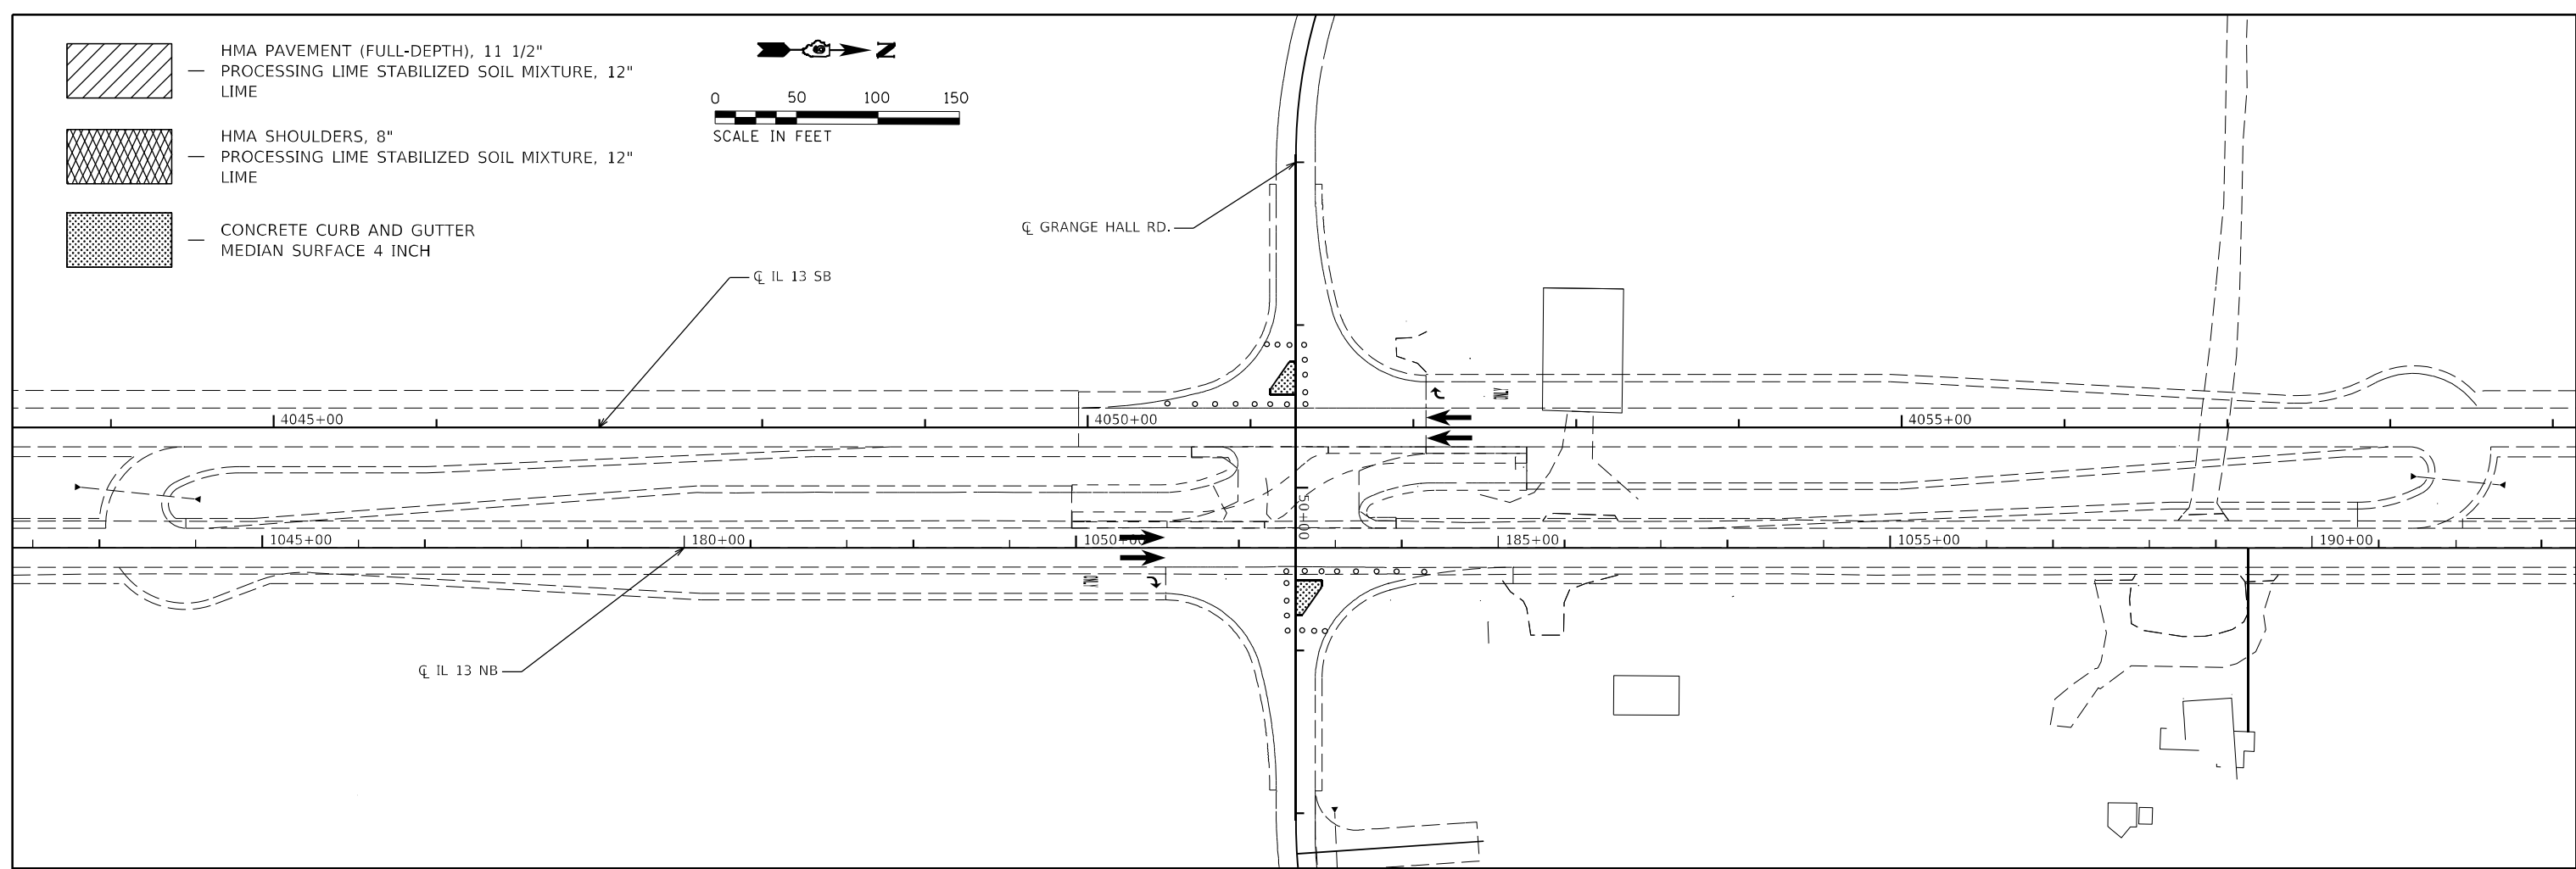 HMA PAVEMENT (FULL-DEPTH), 11 1/2"
— PROCESSING LIME STABILIZED SOIL MIXTURE, 12"
LIME
HMA SHOULDERS, 8"
— PROCESSING LIME STABILIZED SOIL MIXTURE, 12"
LIME
— CONCRETE CURB AND GUTTER
MEDIAN SURFACE 4 INCH
N
0 50 100 150
SCALE IN FEET
℄ GRANGE HALL RD.
℄ IL 13 SB
4045+00 4050+00 4055+00
50+00
1045+00 180+00 1050+00 185+00 1055+00 190+00
℄ IL 13 NB